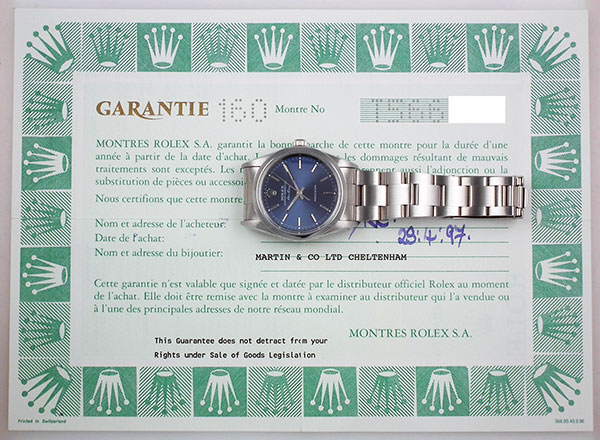 GARANTIE 160 Montre No
MONTRES ROLEX S.A. garantit la bonne marche de cette montre pour la durée d'une
année à partir de la date d'achat. les dommages résultant de mauvais
traitements sont exceptés. Les aussi l'adjonction ou la
substitution de pièces ou
Nous certifions que cette montre
ROLEX
Nom et adresse de l'acheteur:
Date de l'achat: 29.4.97.
Nom et adresse du bijoutier: MARTIN & CO LTD CHELTENHAM
Cette garantie n'est valable que signée et datée par le distributeur officiel Rolex au moment
de l'achat. Elle doit être remise avec la montre à examiner au distributeur qui l'a vendue ou
à l'une des principales adresses de notre réseau mondial.
MONTRES ROLEX S.A.
This Guarantee does not detract from your
Rights under Sale of Goods Legislation
Printed in Switzerland